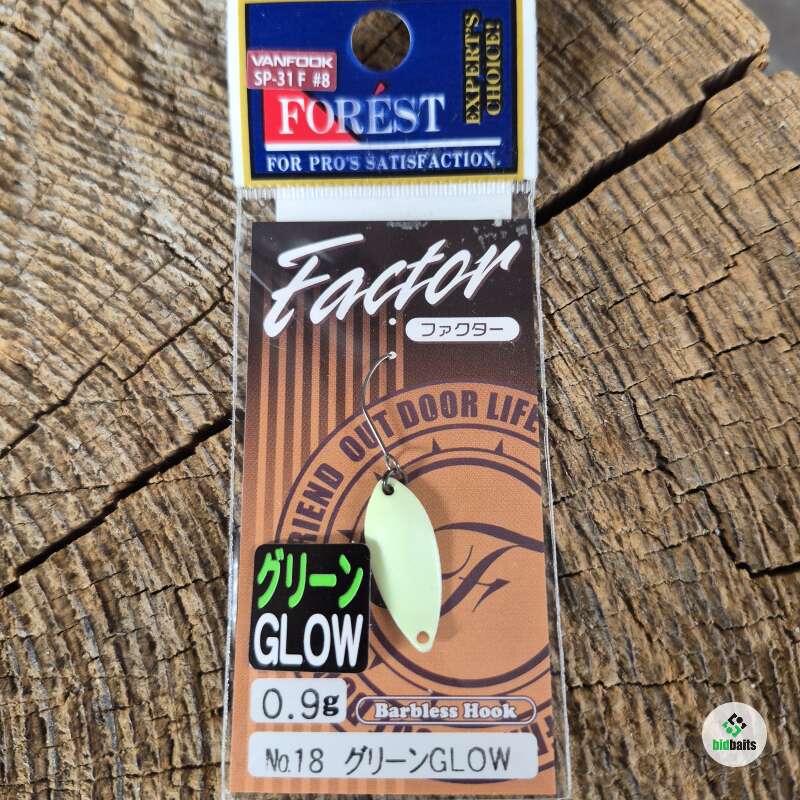 VANFOOK
SP-31F #8
FORÉST
EXPERT'S
CHOICE!
FOR PRO'S SATISFACTION.
Factor
ファクター
RIEND OUT DOOR LIFE
F
グリーン
GLOW
0.9g
Barbless Hook
No.18 グリーンGLOW
bidbaits